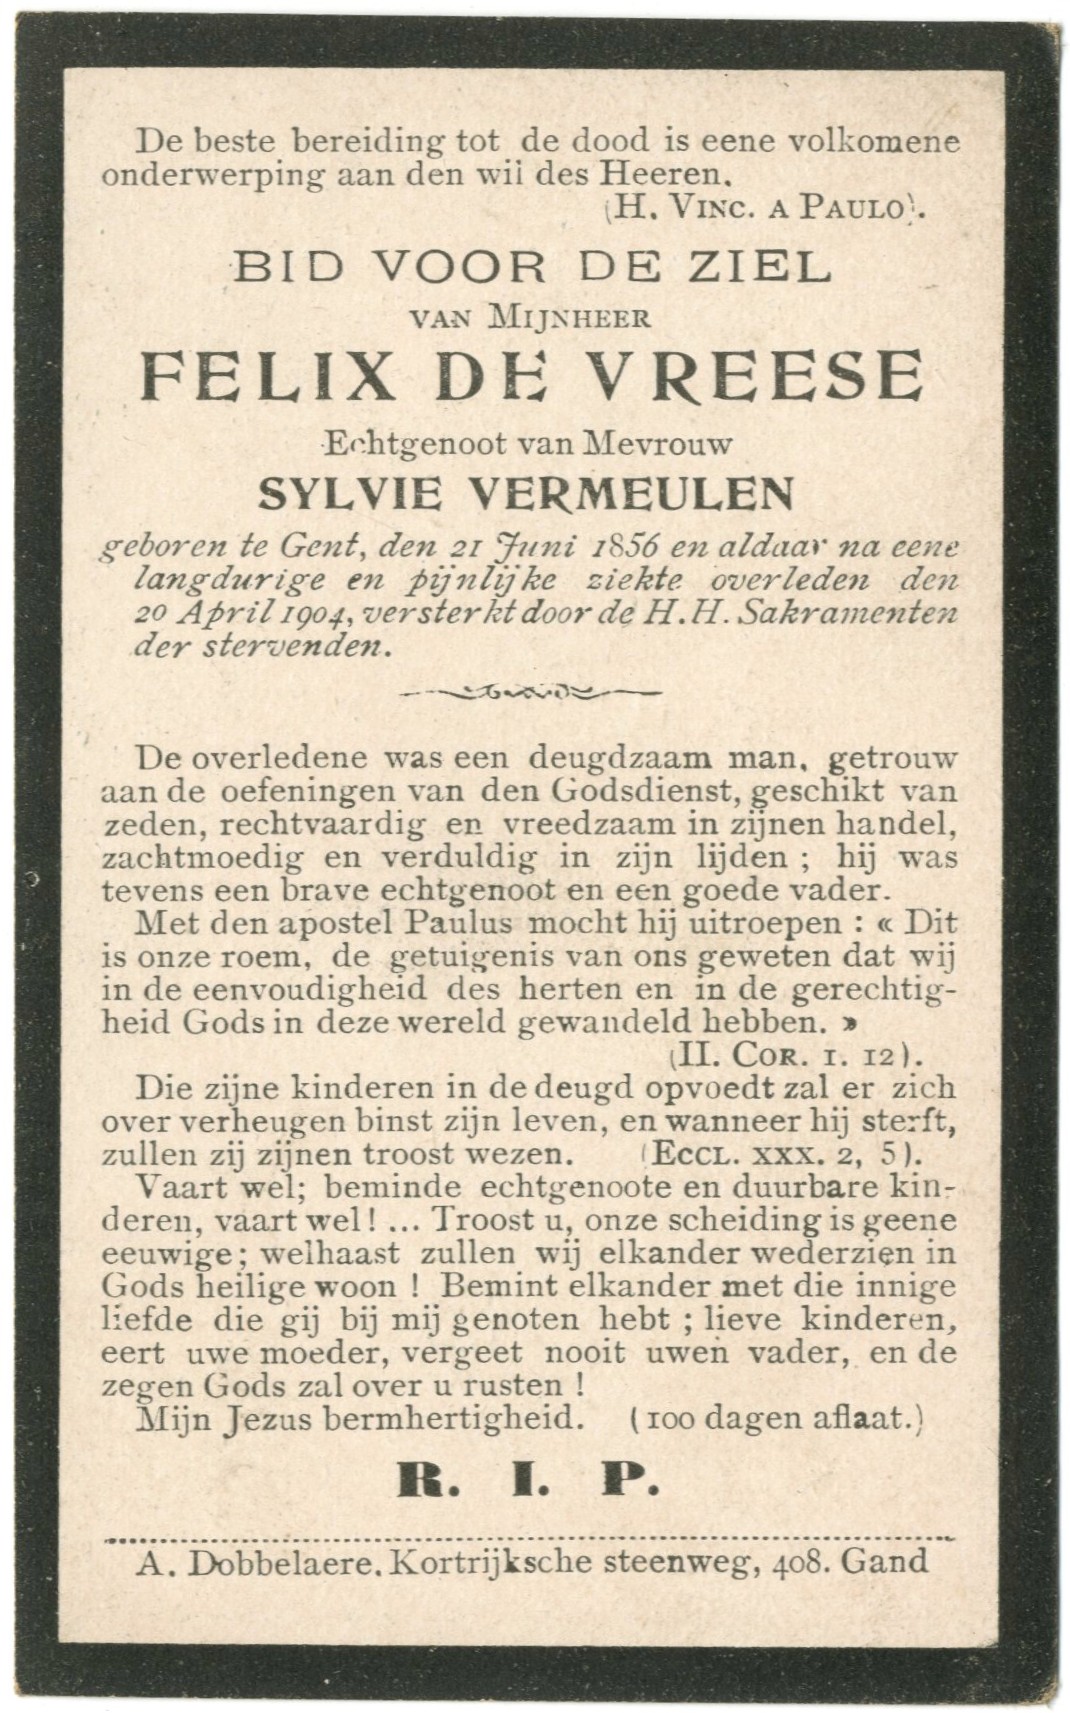 De beste bereiding tot de dood is eene volkomene
onderwerping aan den wil des Heeren.
(H. Vinc. a Paulo).
BID VOOR DE ZIEL
van Mijnheer
FELIX DE VREESE
Echtgenoot van Mevrouw
SYLVIE VERMEULEN
geboren te Gent, den 21 Juni 1856 en aldaar na eene
langdurige en pijnlijke ziekte overleden den
20 April 1904, versterkt door de H. H. Sakramenten
der stervenden.
De overledene was een deugdzaam man, getrouw
aan de oefeningen van den Godsdienst, geschikt van
zeden, rechtvaardig en vreedzaam in zijnen handel,
zachtmoedig en verduldig in zijn lijden ; hij was
tevens een brave echtgenoot en een goede vader.
Met den apostel Paulus mocht hij uitroepen : « Dit
is onze roem, de getuigenis van ons geweten dat wij
in de eenvoudigheid des herten en in de gerechtig-
heid Gods in deze wereld gewandeld hebben. »
(II. Cor. I. 12).
Die zijne kinderen in de deugd opvoedt zal er zich
over verheugen binst zijn leven, en wanneer hij sterft,
zullen zij zijnen troost wezen. (Eccl. xxx. 2, 5).
Vaart wel; beminde echtgenoote en duurbare kin-
deren, vaart wel! ... Troost u, onze scheiding is geene
eeuwige; welhaast zullen wij elkander wederzien in
Gods heilige woon ! Bemint elkander met die innige
liefde die gij bij mij genoten hebt ; lieve kinderen,
eert uwe moeder, vergeet nooit uwen vader, en de
zegen Gods zal over u rusten !
Mijn Jezus bermhertigheid. (100 dagen aflaat.)
R. I. P.
A. Dobbelaere, Kortrijksche steenweg, 408. Gand